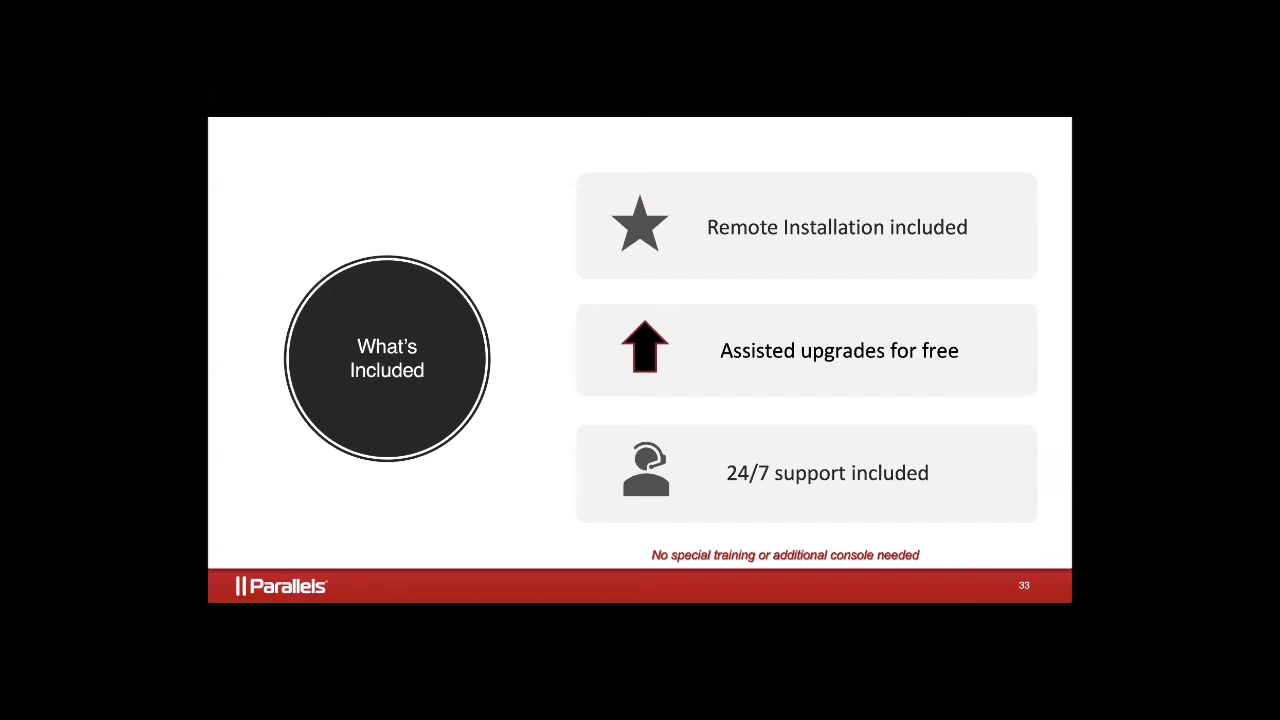 What's
Included
Remote Installation included
Assisted upgrades for free
24/7 support included
No special training or additional console needed
Parallels
33